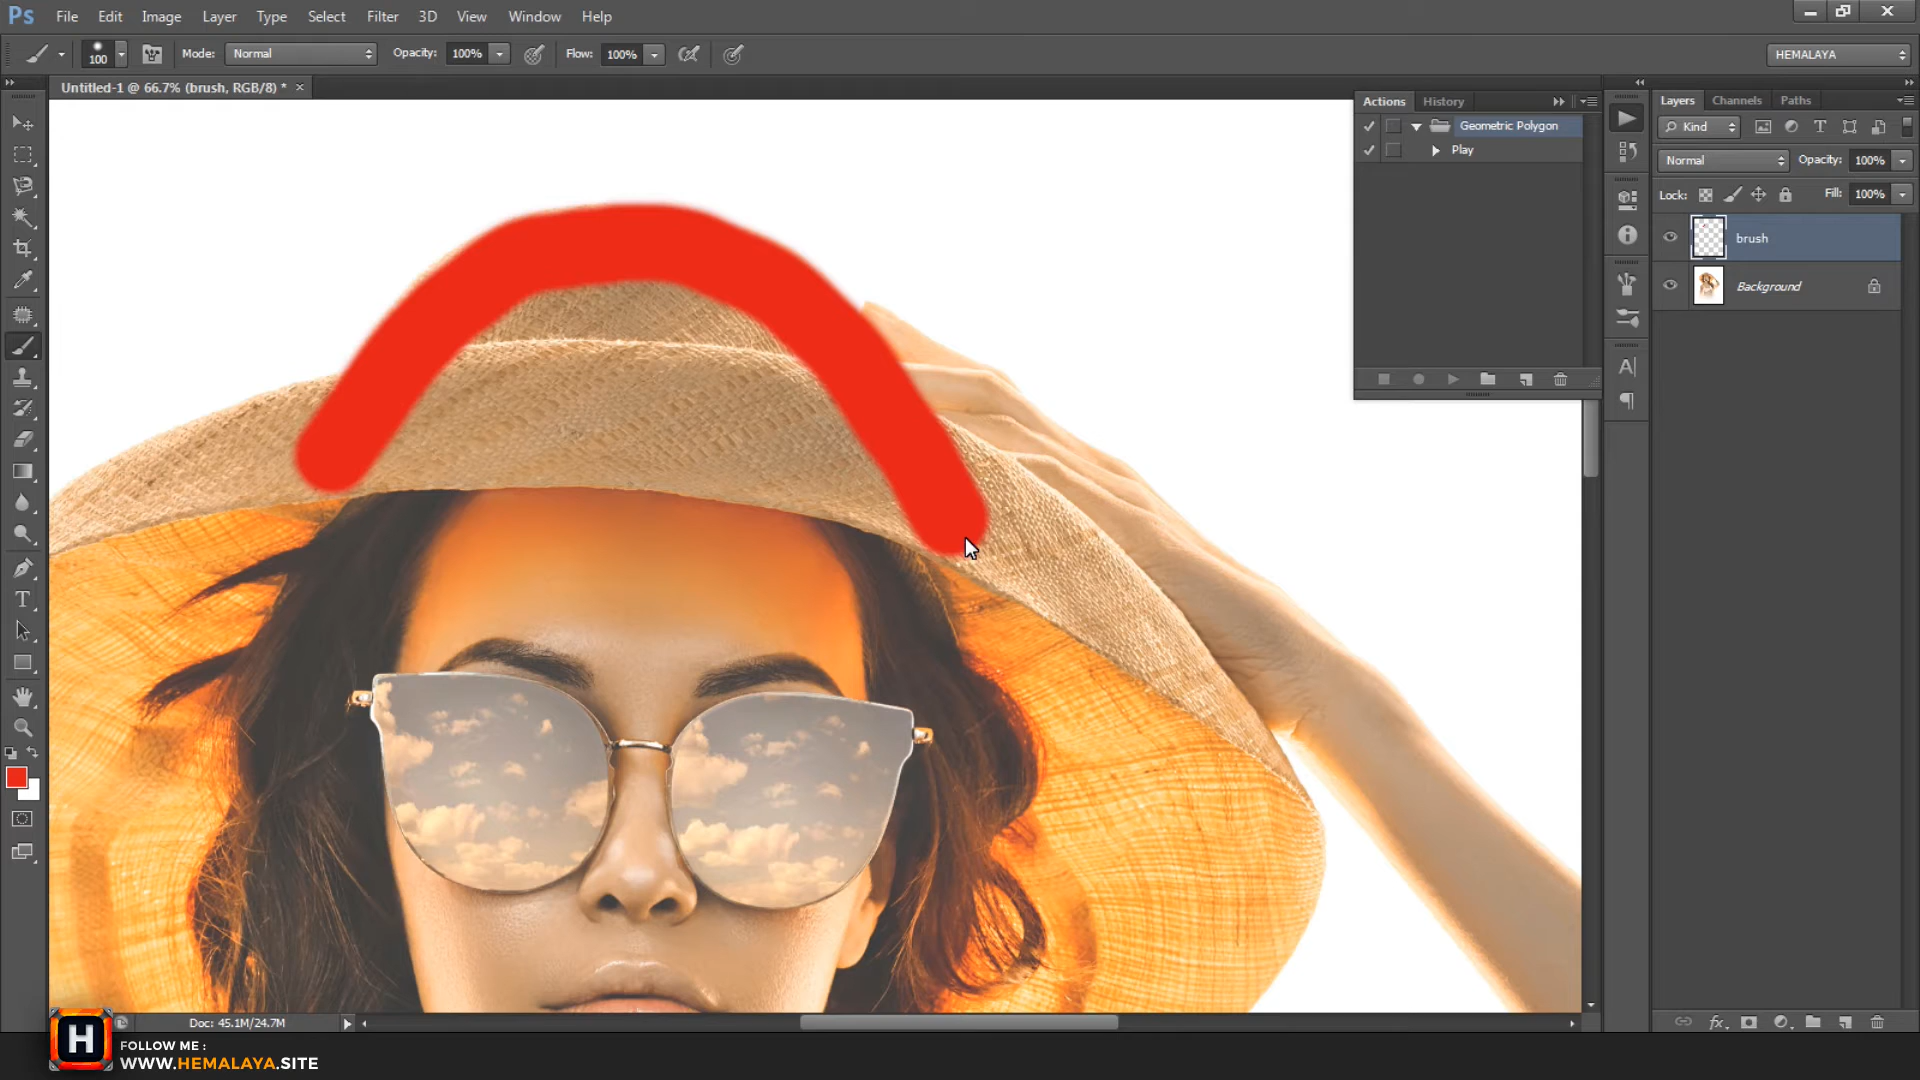 Ps File Edit Image Layer Type Select Filter 3D View Window Help
100 Mode: Normal Opacity: 100% Flow: 100% HEMALAYA
Untitled-1 @ 66.7% (brush, RGB/8) * ×
Actions History
Geometric Polygon
Play
Layers Channels Paths
Kind
Normal Opacity: 100%
Lock: Fill: 100%
brush
Background
Doc: 45.1M/24.7M
H
FOLLOW ME :
WWW.HEMALAYA.SITE